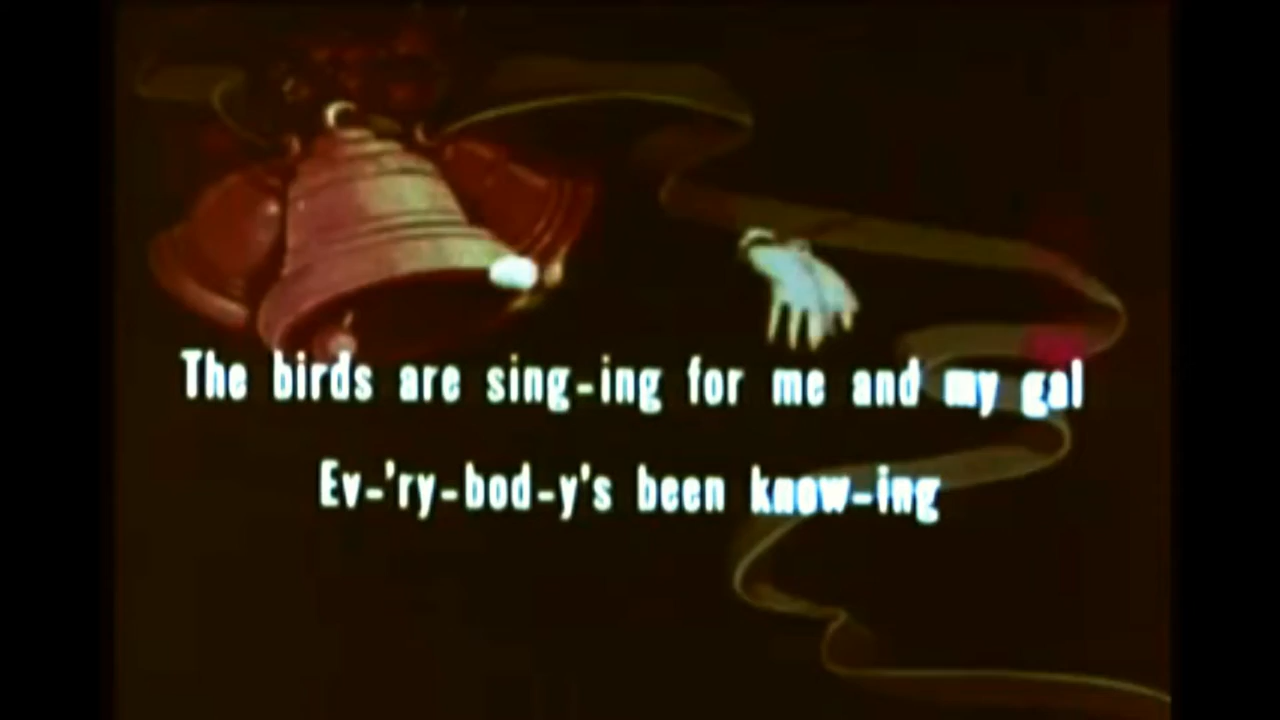 The birds are sing-ing for me and my gal
Ev-'ry-bod-y's been know-ing